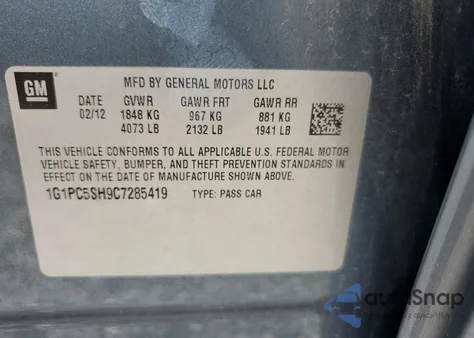 GM
MFD BY GENERAL MOTORS LLC
DATE GVWR GAWR FRT GAWR RR
02/12 1848 KG 967 KG 881 KG
4073 LB 2132 LB 1941 LB
THIS VEHICLE CONFORMS TO ALL APPLICABLE U.S. FEDERAL MOTOR
VEHICLE SAFETY, BUMPER, AND THEFT PREVENTION STANDARDS IN
EFFECT ON THE DATE OF MANUFACTURE SHOWN ABOVE.
1G1PC5SH9C7285419 TYPE: PASS CAR
autoSnap